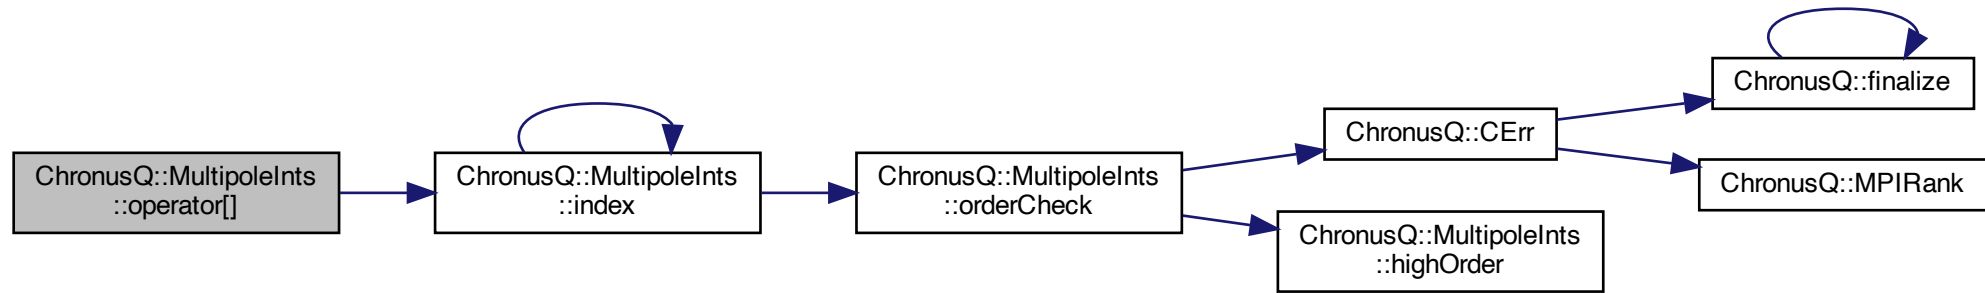 ChronusQ::MultipoleInts
::operator[]
ChronusQ::MultipoleInts
::index
ChronusQ::MultipoleInts
::orderCheck
ChronusQ::CErr
ChronusQ::finalize
ChronusQ::MPIRank
ChronusQ::MultipoleInts
::highOrder